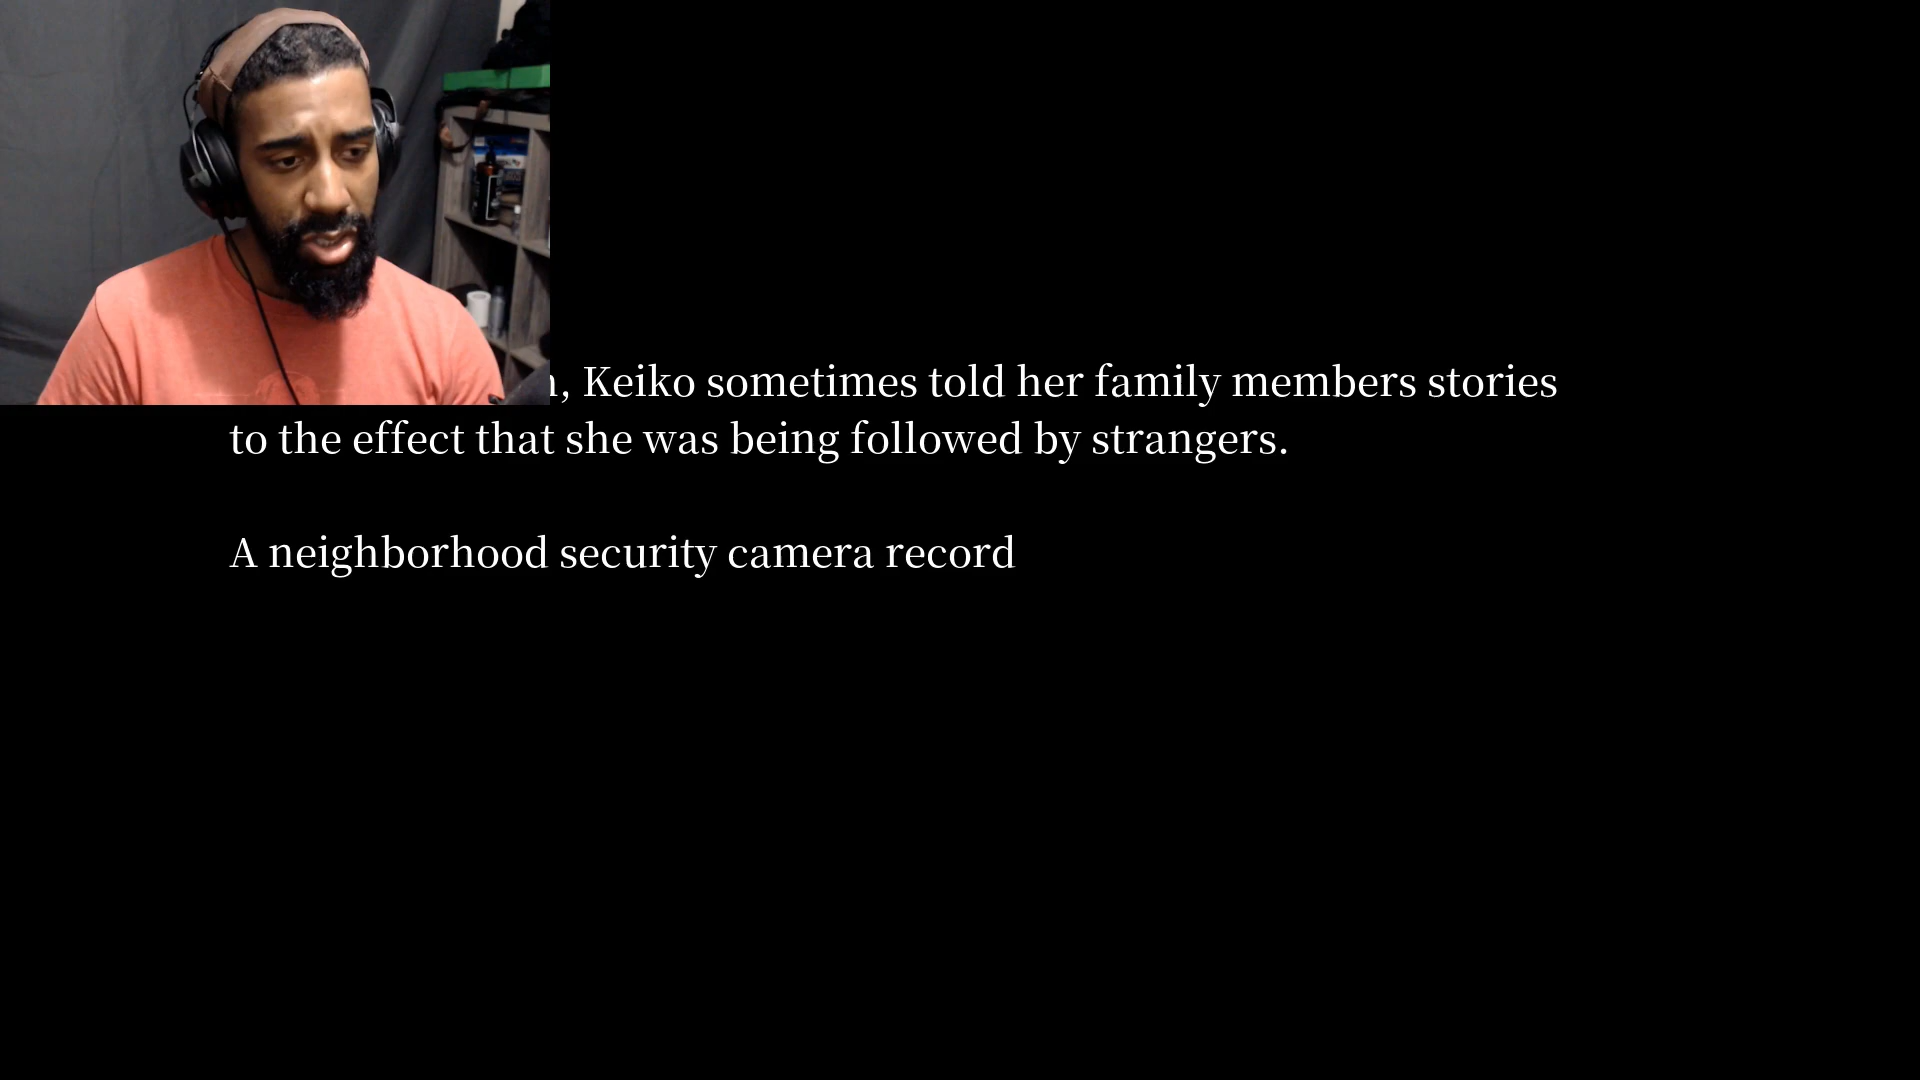 , Keiko sometimes told her family members stories
to the effect that she was being followed by strangers.
A neighborhood security camera record